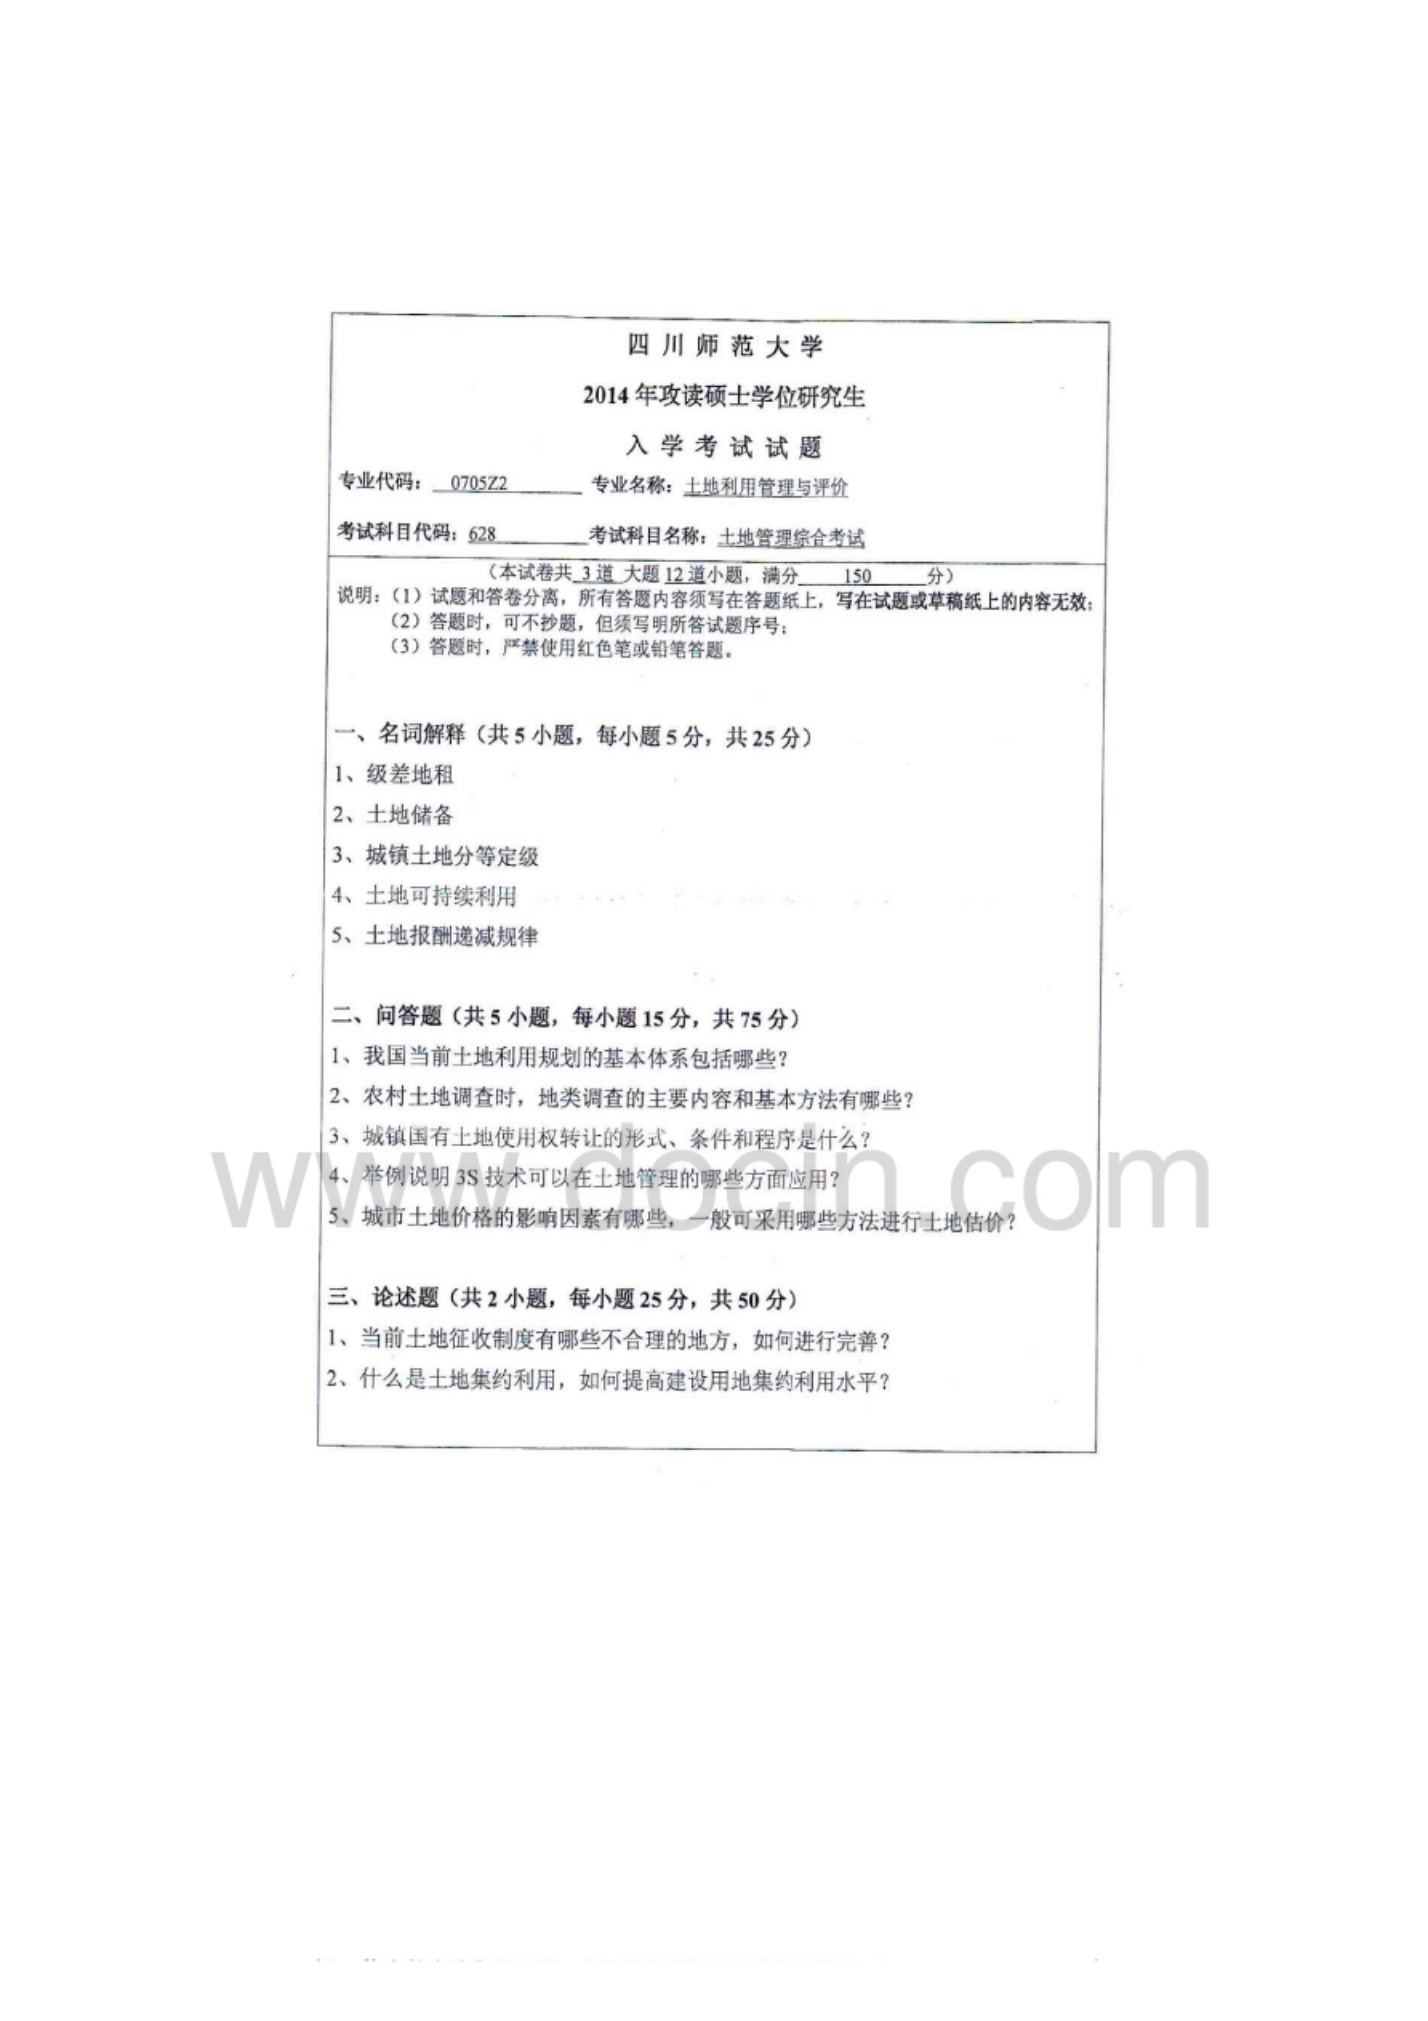 四川师范大学
2014 年攻读硕士学位研究生
入学考试试题
专业代码： 0705Z2 专业名称：土地利用管理与评价
考试科目代码：628 考试科目名称：土地管理综合考试
（本试卷共 3 道 大题 12 道小题，满分 150 分）
说明：（1）试题和答卷分离，所有答题内容须写在答题纸上，写在试题或草稿纸上的内容无效；
（2）答题时，可不抄题，但须写明所答试题序号；
（3）答题时，严禁使用红色笔或铅笔答题。
一、名词解释（共 5 小题，每小题 5 分，共 25 分）
1、级差地租
2、土地储备
3、城镇土地分等定级
4、土地可持续利用
5、土地报酬递减规律
二、问答题（共 5 小题，每小题 15 分，共 75 分）
1、我国当前土地利用规划的基本体系包括哪些？
2、农村土地调查时，地类调查的主要内容和基本方法有哪些？
3、城镇国有土地使用权转让的形式、条件和程序是什么？
4、举例说明 3S 技术可以在土地管理的哪些方面应用？
5、城市土地价格的影响因素有哪些，一般可采用哪些方法进行土地估价？
www.docin.com
三、论述题（共 2 小题，每小题 25 分，共 50 分）
1、当前土地征收制度有哪些不合理的地方，如何进行完善？
2、什么是土地集约利用，如何提高建设用地集约利用水平？